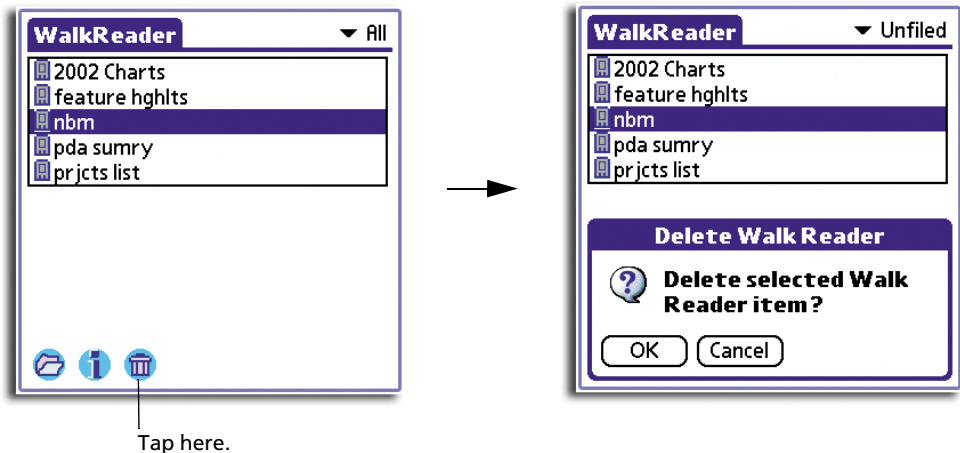 WalkReader
All
2002 Charts
feature hghlts
nbm
pda sumry
prjcts list
Tap here.
WalkReader
Unfiled
2002 Charts
feature hghlts
nbm
pda sumry
prjcts list
Delete Walk Reader
Delete selected Walk
Reader item?
OK
Cancel